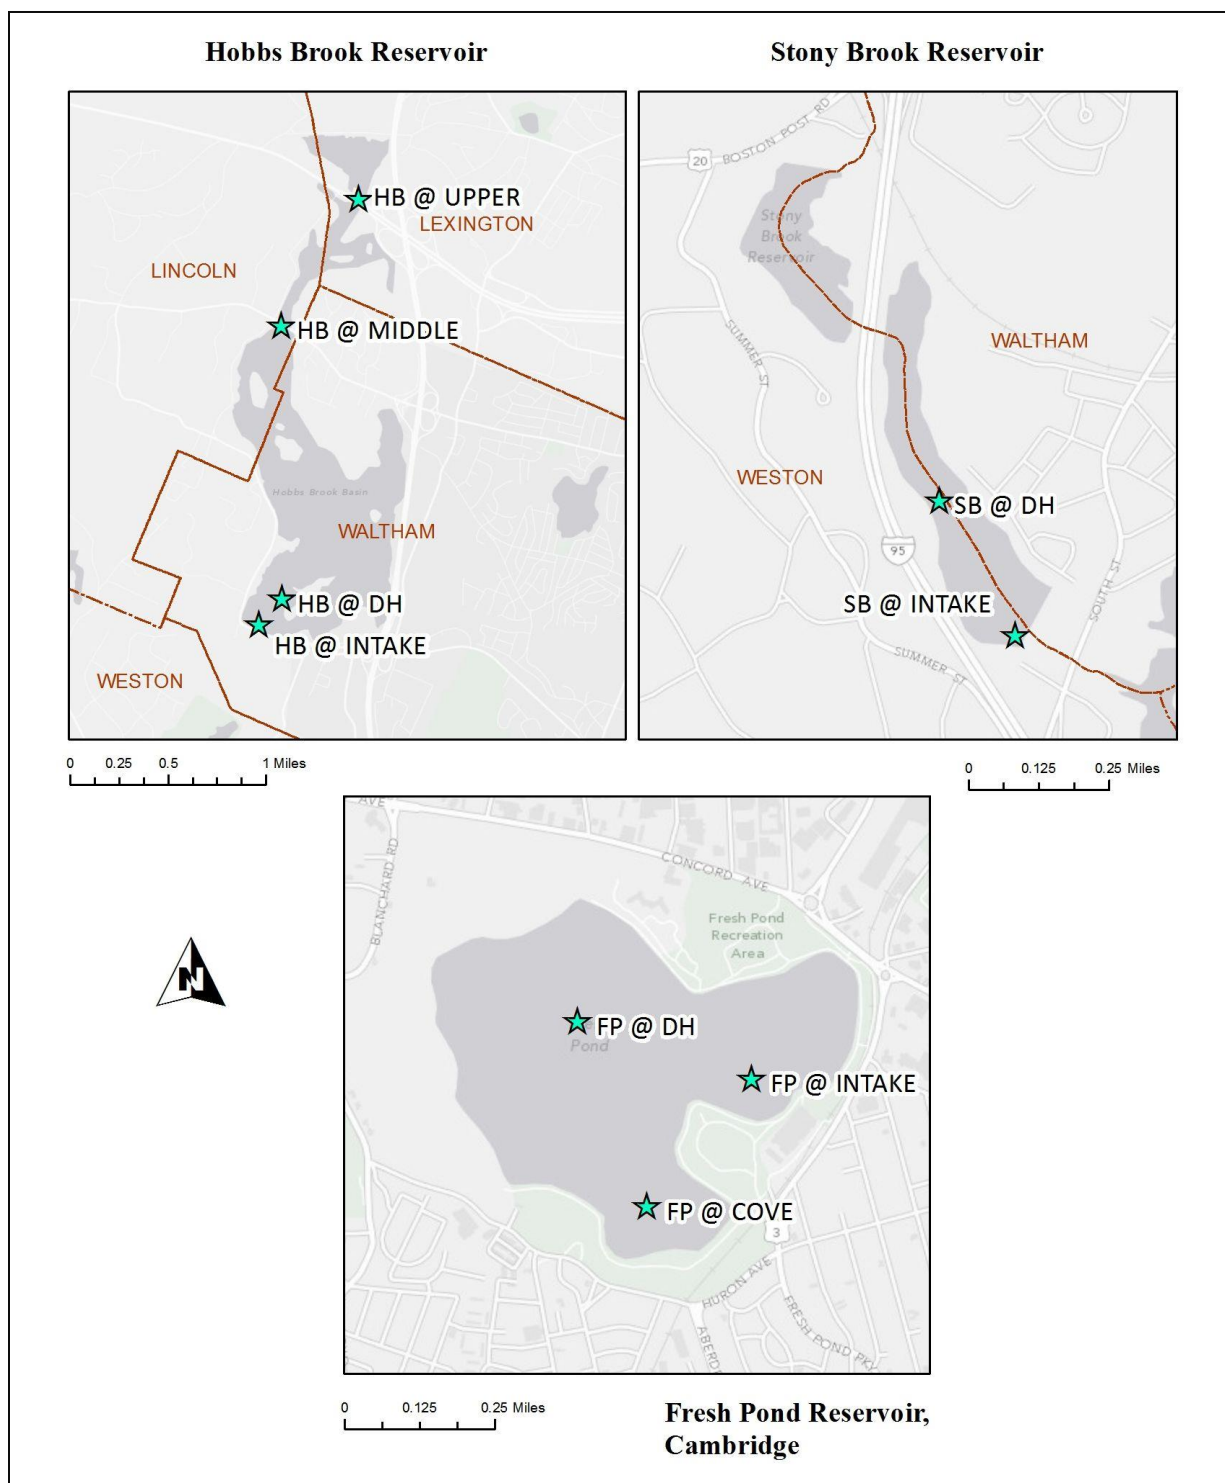 Hobbs Brook Reservoir
Stony Brook Reservoir
HB @ UPPER
LEXINGTON
LINCOLN
HB @ MIDDLE
Hobbs Brook Basin
WALTHAM
HB @ DH
HB @ INTAKE
WESTON
0 0.25 0.5 1 Miles
20
BOSTON POST RD
Stony
Brook
Reservoir
SUMMER ST
WALTHAM
WESTON
SB @ DH
95
SB @ INTAKE
SOUTH ST
SUMMER ST
0 0.125 0.25 Miles
AVE
BLANCHARD RD
CONCORD AVE
Fresh Pond
Recreation
Area
N
FP @ DH
Pond
FP @ INTAKE
FP @ COVE
3
HURON AVE
FRESH POND PKY
ABERD
0 0.125 0.25 Miles
Fresh Pond Reservoir,
Cambridge